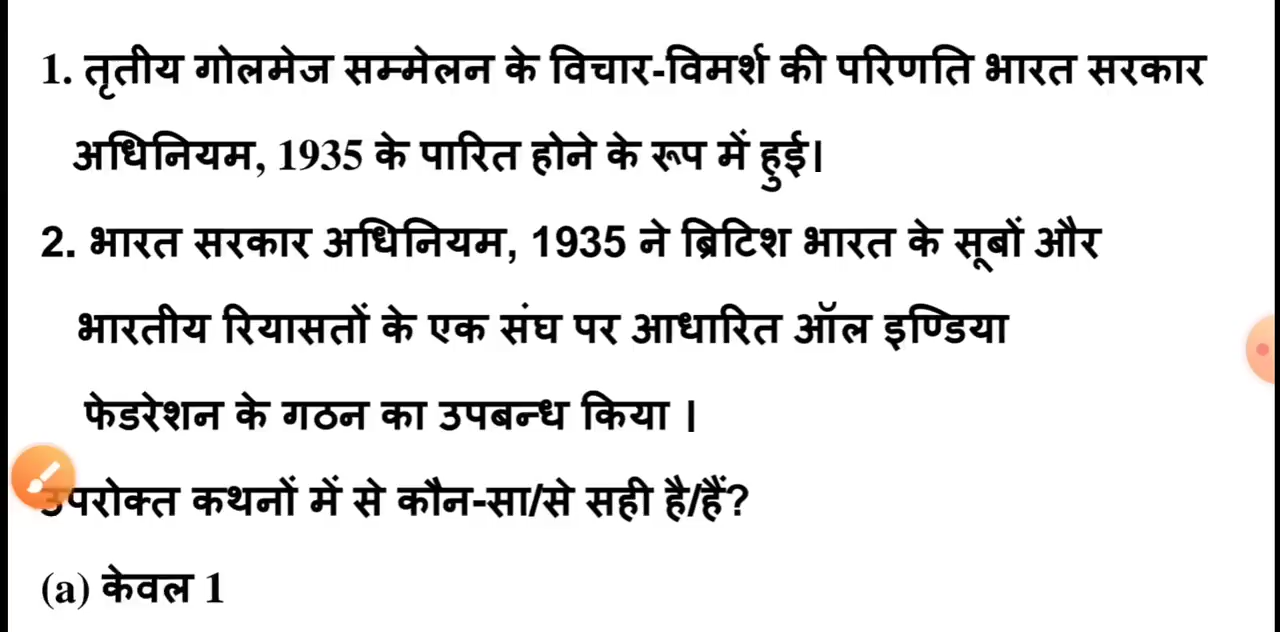 1. तृतीय गोलमेज सम्मेलन के विचार-विमर्श की परिणति भारत सरकार
अधिनियम, 1935 के पारित होने के रूप में हुई।
2. भारत सरकार अधिनियम, 1935 ने ब्रिटिश भारत के सूबों और
भारतीय रियासतों के एक संघ पर आधारित ऑल इण्डिया
फेडरेशन के गठन का उपबन्ध किया |
उपरोक्त कथनों में से कौन-सा/से सही है/हैं?
(a) केवल 1